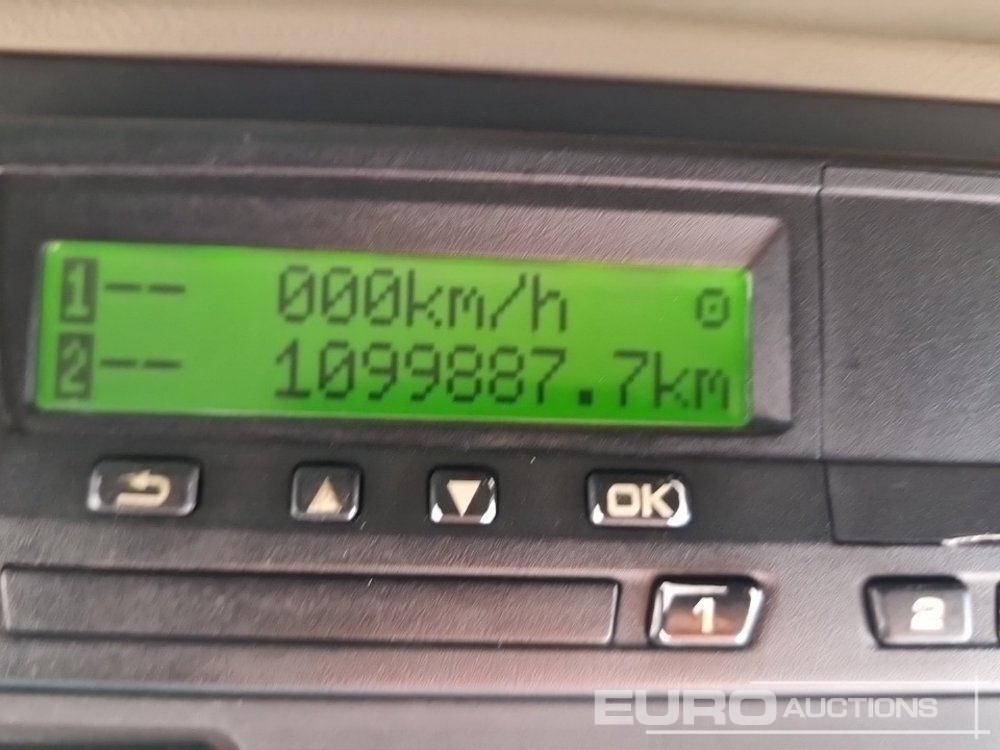 1-- 000km/h 0
2-- 1099887.7km
OK
1 2
EURO AUCTIONS